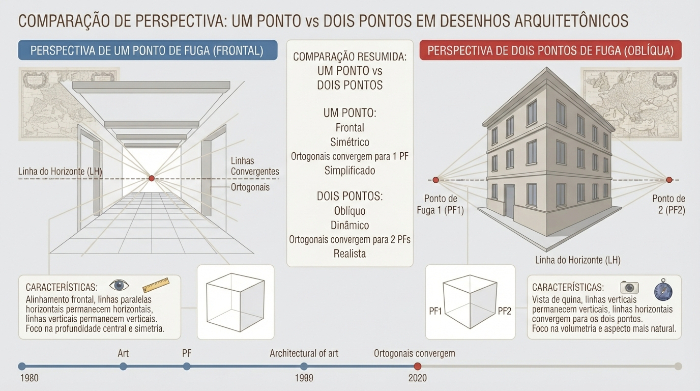 COMPARAÇÃO DE PERSPECTIVA: UM PONTO vs DOIS PONTOS EM DESENHOS ARQUITETÔNICOS
PERSPECTIVA DE UM PONTO DE FUGA (FRONTAL)
Linha do Horizonte (LH)
Linhas
Convergentes
Ortogonais
CARACTERÍSTICAS:
Alinhamento frontal, linhas paralelas
horizontais permanecem horizontais,
linhas verticais permanecem verticais.
Foco na profundidade central e simetria.
COMPARAÇÃO RESUMIDA:
UM PONTO vs
DOIS PONTOS
UM PONTO:
Frontal
Simétrico
Ortogonais convergem para 1 PF
Simplificado
DOIS PONTOS:
Oblíquo
Dinâmico
Ortogonais convergem para 2 PFs
Realista
PERSPECTIVA DE DOIS PONTOS DE FUGA (OBLÍQUA)
Ponto de
Fuga 1 (PF1)
Ponto de
2 (PF2)
Linha do Horizonte (LH)
PF1
PF2
CARACTERÍSTICAS:
Vista de quina, linhas verticais
permanecem verticais, linhas horizontais
convergem para os dois pontos.
Foco na volumetria e aspecto mais natural.
Art
PF
Architectural of art
Ortogonais convergem
1980
1989
2020